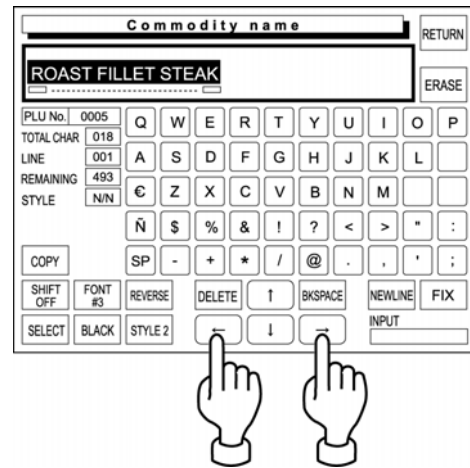 Commodity name
RETURN
ROAST FILLET STEAK
ERASE
PLU No. 0005
TOTAL CHAR 018
LINE 001
REMAINING 493
STYLE N/N
Q W E R T Y U I O P
A S D F G H J K L
€ Z X C V B N M
Ñ $ % & ! ? < > " :
COPY SP - + * / @ . , ' ;
SHIFT OFF FONT #3 REVERSE DELETE ↑ BKSPACE NEWLINE FIX
SELECT BLACK STYLE 2 ← ↓ → INPUT